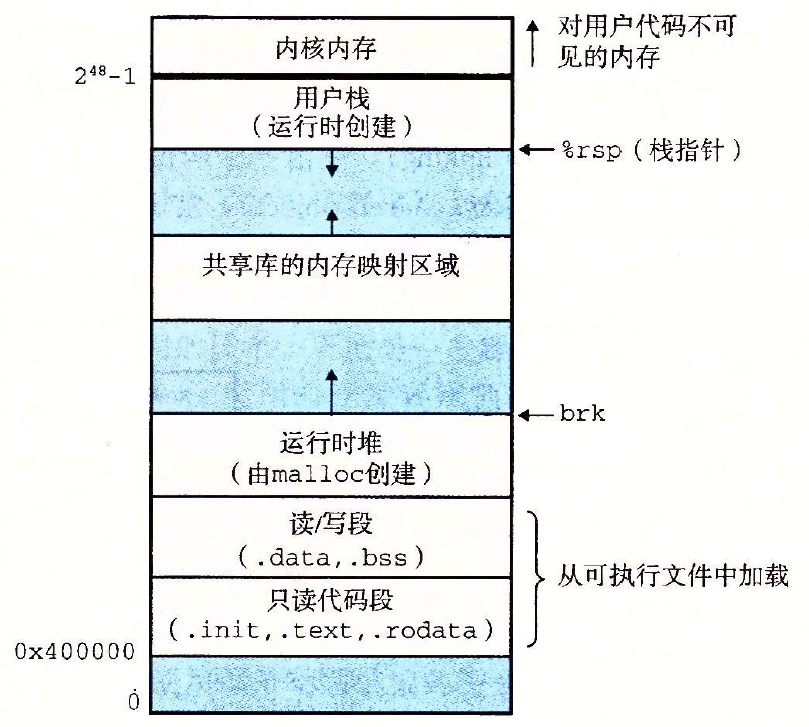 内核内存
对用户代码不可
见的内存
2⁴⁸-1
用户栈
(运行时创建)
%rsp(栈指针)
共享库的内存映射区域
brk
运行时堆
(由malloc创建)
读/写段
(.data,.bss)
从可执行文件中加载
只读代码段
(.init,.text,.rodata)
0x400000
0